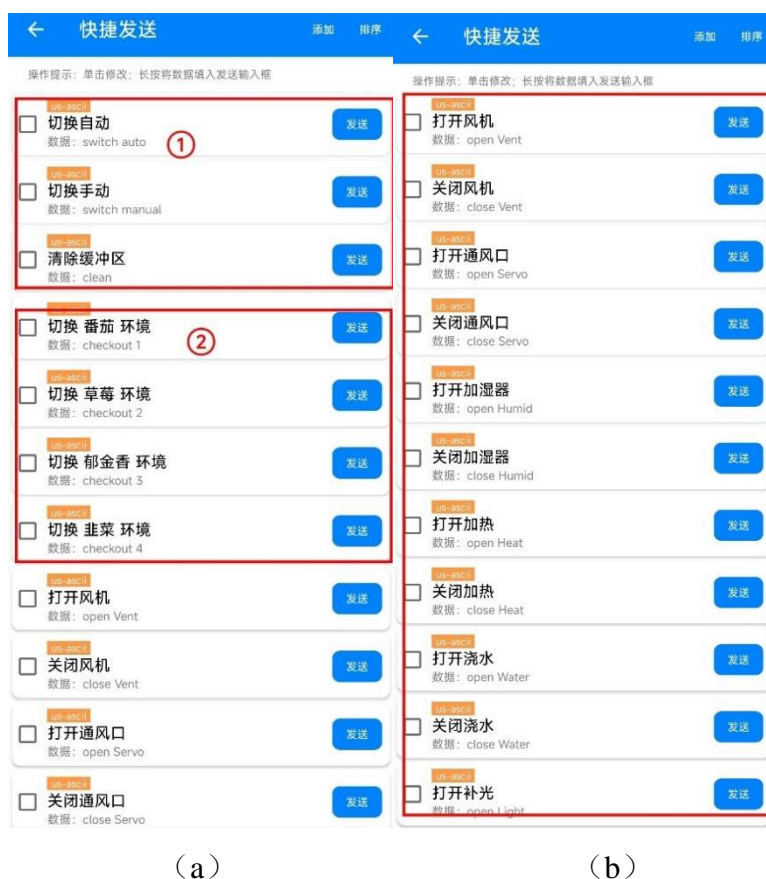 快捷发送
添加 排序
操作提示：单击修改；长按将数据填入发送输入框
us-ascii
切换自动
数据：switch auto
发送
①
us-ascii
切换手动
数据：switch manual
发送
us-ascii
清除缓冲区
数据：clean
发送
us-ascii
切换 番茄 环境
数据：checkout 1
发送
②
us-ascii
切换 草莓 环境
数据：checkout 2
发送
us-ascii
切换 郁金香 环境
数据：checkout 3
发送
us-ascii
切换 韭菜 环境
数据：checkout 4
发送
us-ascii
打开风机
数据：open Vent
发送
us-ascii
关闭风机
数据：close Vent
发送
us-ascii
打开通风口
数据：open Servo
发送
us-ascii
关闭通风口
数据：close Servo
发送
（a）
快捷发送
添加 排序
操作提示：单击修改；长按将数据填入发送输入框
us-ascii
打开风机
数据：open Vent
发送
us-ascii
关闭风机
数据：close Vent
发送
us-ascii
打开通风口
数据：open Servo
发送
us-ascii
关闭通风口
数据：close Servo
发送
us-ascii
打开加湿器
数据：open Humid
发送
us-ascii
关闭加湿器
数据：close Humid
发送
us-ascii
打开加热
数据：open Heat
发送
us-ascii
关闭加热
数据：close Heat
发送
us-ascii
打开浇水
数据：open Water
发送
us-ascii
关闭浇水
数据：close Water
发送
us-ascii
打开补光
数据：open Light
发送
（b）